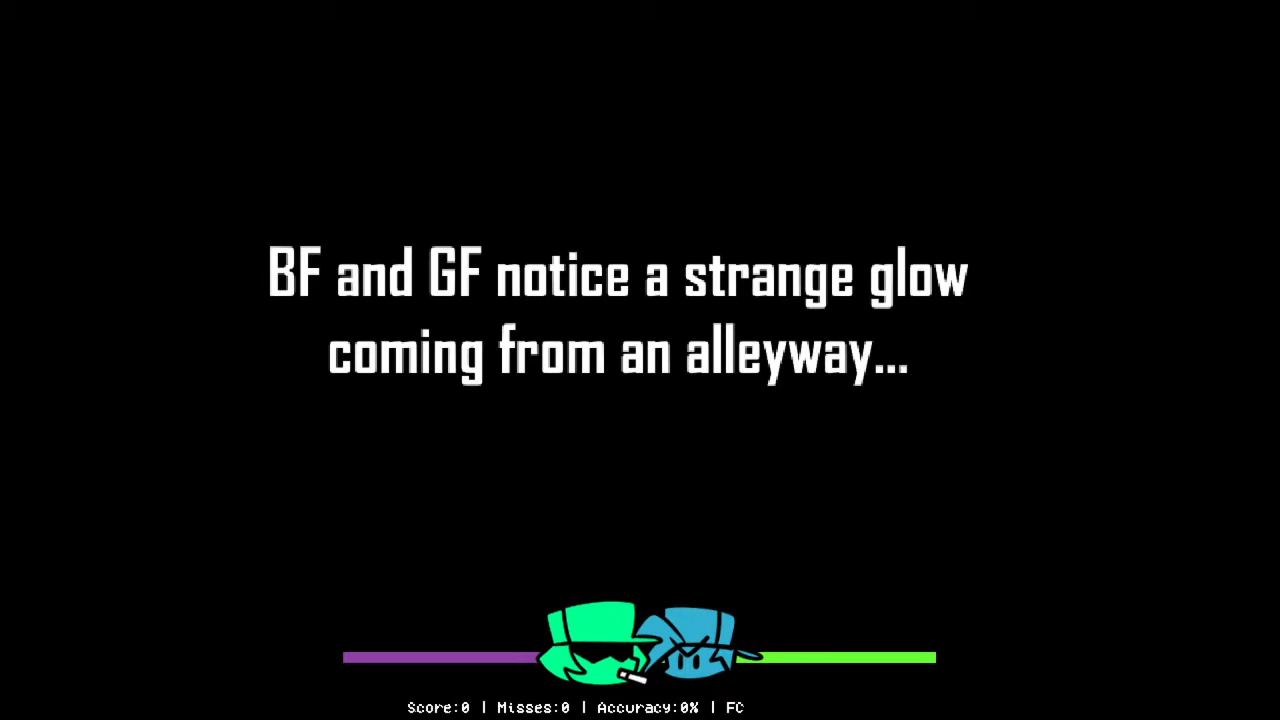 BF and GF notice a strange glow
coming from an alleyway...
Score:0 | Misses:0 | Accuracy:0% | FC